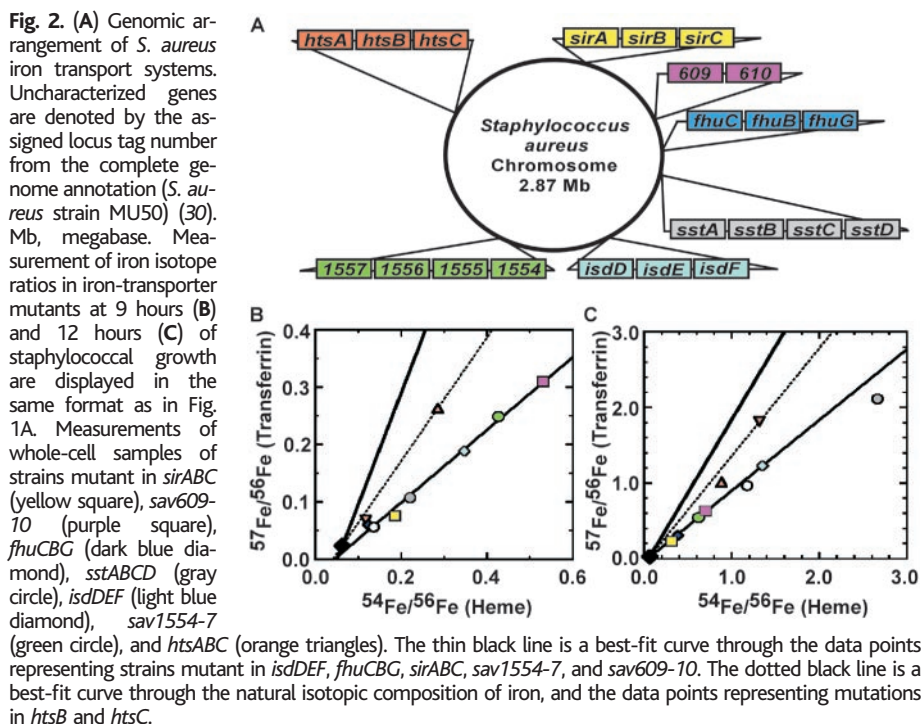 Fig. 2. (A) Genomic ar-
rangement of S. aureus
iron transport systems.
Uncharacterized genes
are denoted by the as-
signed locus tag number
from the complete ge-
nome annotation (S. au-
reus strain MU50) (30).
Mb, megabase. Mea-
surement of iron isotope
ratios in iron-transporter
mutants at 9 hours (B)
and 12 hours (C) of
staphylococcal growth
are displayed in the
same format as in Fig.
1A. Measurements of
whole-cell samples of
strains mutant in sirABC
(yellow square), sav609-
10 (purple square),
fhuCBG (dark blue dia-
mond), sstABCD (gray
circle), isdDEF (light blue
diamond), sav1554-7
(green circle), and htsABC (orange triangles). The thin black line is a best-fit curve through the data points
representing strains mutant in isdDEF, fhuCBG, sirABC, sav1554-7, and sav609-10. The dotted black line is a
best-fit curve through the natural isotopic composition of iron, and the data points representing mutations
in htsB and htsC.
A
htsA htsB htsC
sirA sirB sirC
609 610
fhuC fhuB fhuG
Staphylococcus
aureus
Chromosome
2.87 Mb
sstA sstB sstC sstD
1557 1556 1555 1554
isdD isdE isdF
B
57Fe/56Fe (Transferrin)
0.4
0.3
0.2
0.1
0.0
0.0 0.2 0.4 0.6
54Fe/56Fe (Heme)
C
57Fe/56Fe (Transferrin)
3.0
2.0
1.0
0.0
0.0 1.0 2.0 3.0
54Fe/56Fe (Heme)